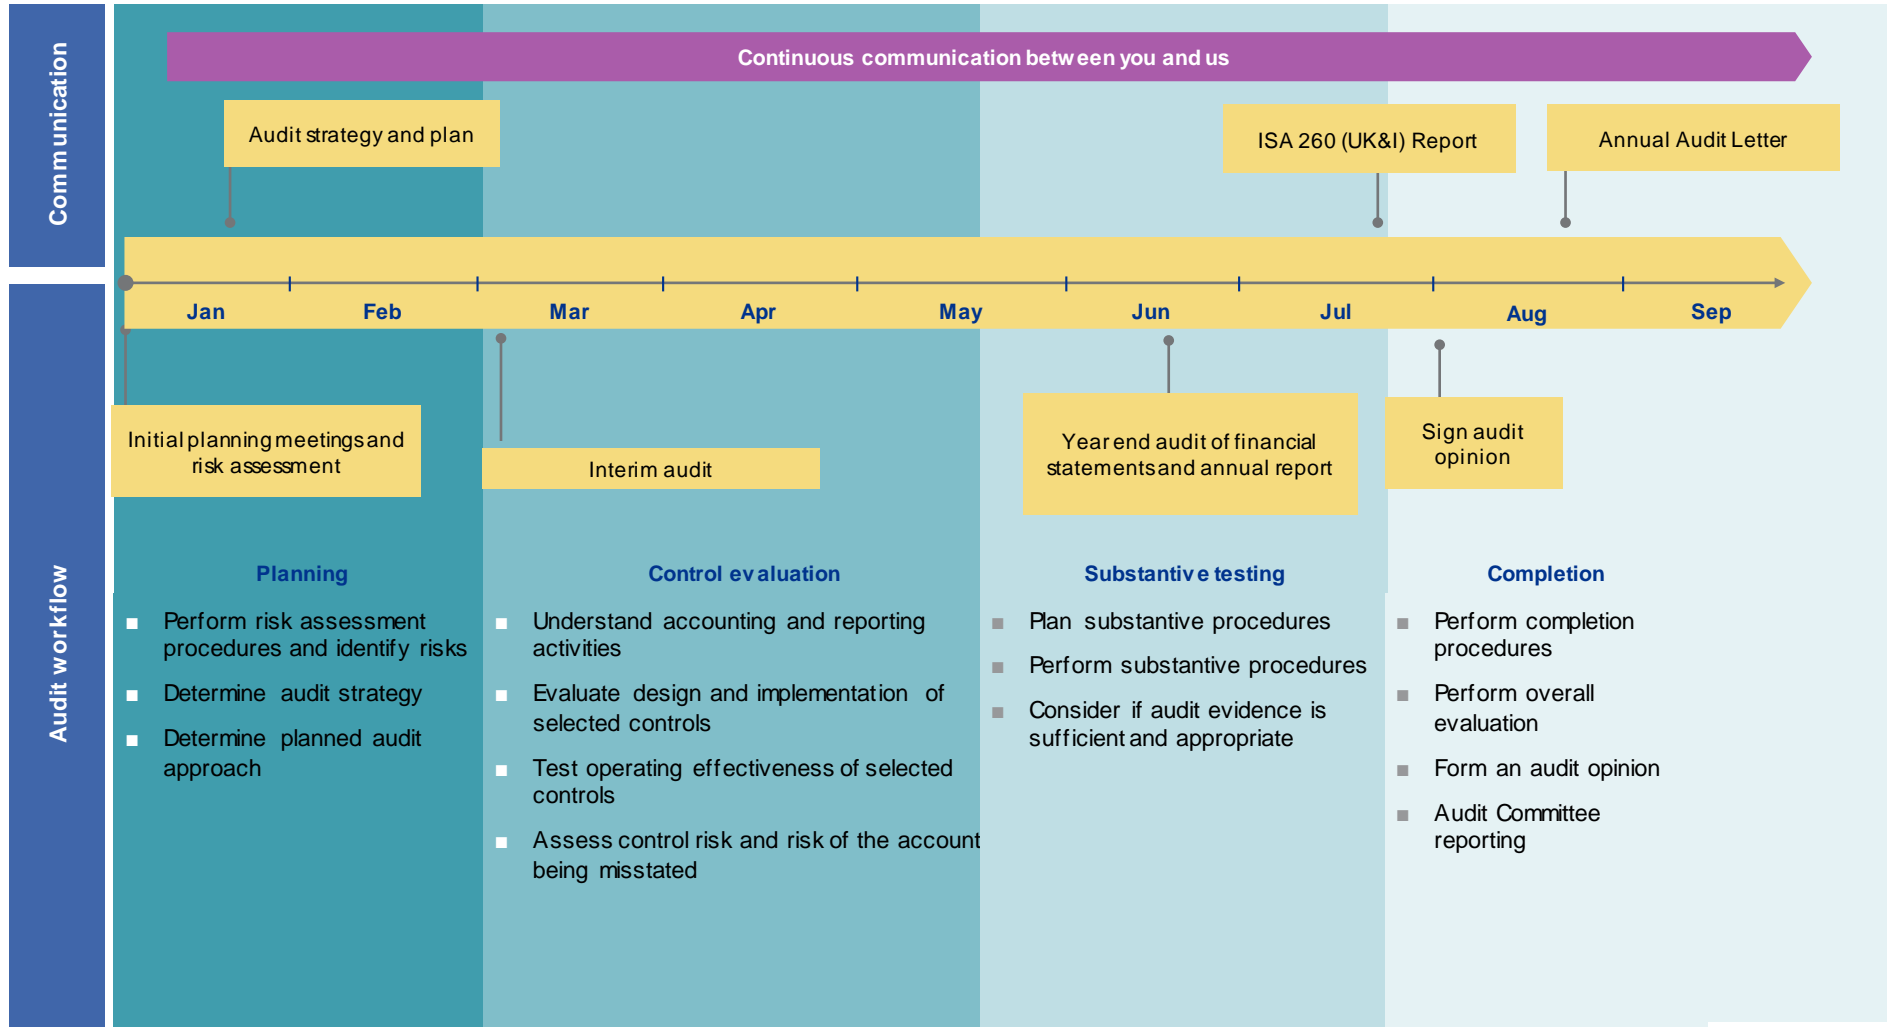 Communication
Continuous communication between you and us
Audit strategy and plan
ISA 260 (UK&I) Report
Annual Audit Letter
Jan
Feb
Mar
Apr
May
Jun
Jul
Aug
Sep
Audit workflow
Initial planning meetings and
risk assessment
Interim audit
Year end audit of financial
statements and annual report
Sign audit
opinion
Planning
Perform risk assessment
procedures and identify risks
Determine audit strategy
Determine planned audit
approach
Control evaluation
Understand accounting and reporting
activities
Evaluate design and implementation of
selected controls
Test operating effectiveness of selected
controls
Assess control risk and risk of the account
being misstated
Substantive testing
Plan substantive procedures
Perform substantive procedures
Consider if audit evidence is
sufficient and appropriate
Completion
Perform completion
procedures
Perform overall
evaluation
Form an audit opinion
Audit Committee
reporting